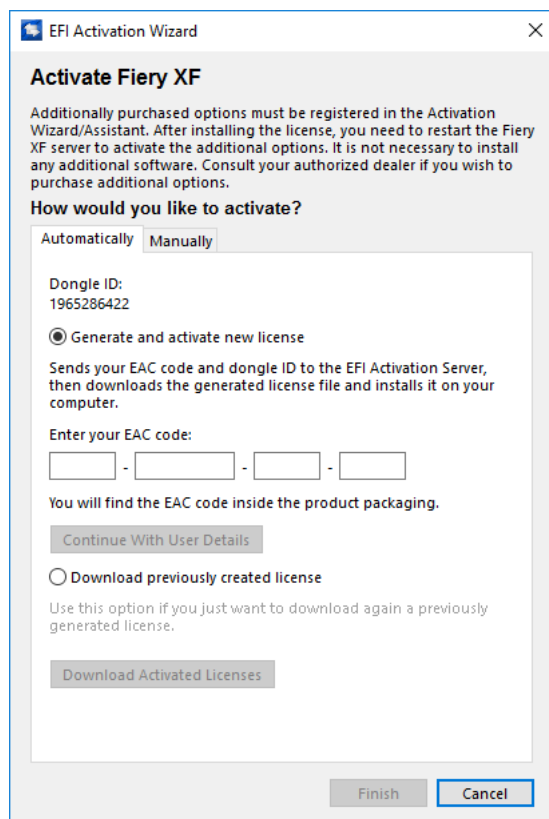 EFI Activation Wizard
Activate Fiery XF
Additionally purchased options must be registered in the Activation
Wizard/Assistant. After installing the license, you need to restart the Fiery
XF server to activate the additional options. It is not necessary to install
any additional software. Consult your authorized dealer if you wish to
purchase additional options.
How would you like to activate?
Automatically Manually
Dongle ID:
1965286422
Generate and activate new license
Sends your EAC code and dongle ID to the EFI Activation Server,
then downloads the generated license file and installs it on your
computer.
Enter your EAC code:
- - -
You will find the EAC code inside the product packaging.
Continue With User Details
Download previously created license
Use this option if you just want to download again a previously
generated license.
Download Activated Licenses
Finish Cancel